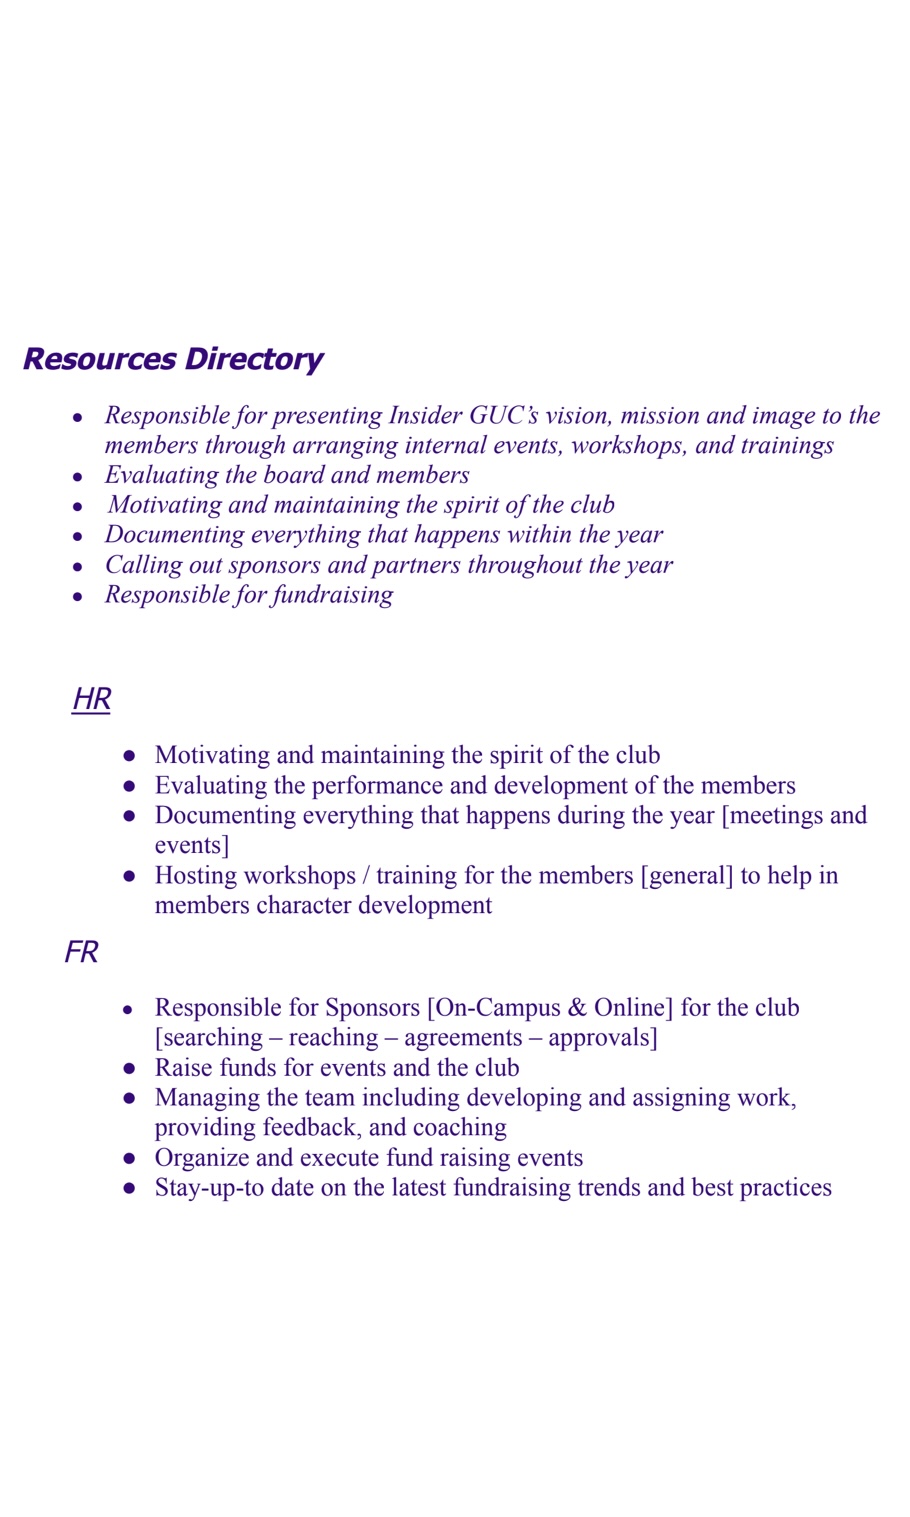 Resources Directory
● Responsible for presenting Insider GUC’s vision, mission and image to the
members through arranging internal events, workshops, and trainings
● Evaluating the board and members
● Motivating and maintaining the spirit of the club
● Documenting everything that happens within the year
● Calling out sponsors and partners throughout the year
● Responsible for fundraising
HR
● Motivating and maintaining the spirit of the club
● Evaluating the performance and development of the members
● Documenting everything that happens during the year [meetings and
events]
● Hosting workshops / training for the members [general] to help in
members character development
FR
● Responsible for Sponsors [On-Campus & Online] for the club
[searching – reaching – agreements – approvals]
● Raise funds for events and the club
● Managing the team including developing and assigning work,
providing feedback, and coaching
● Organize and execute fund raising events
● Stay-up-to date on the latest fundraising trends and best practices